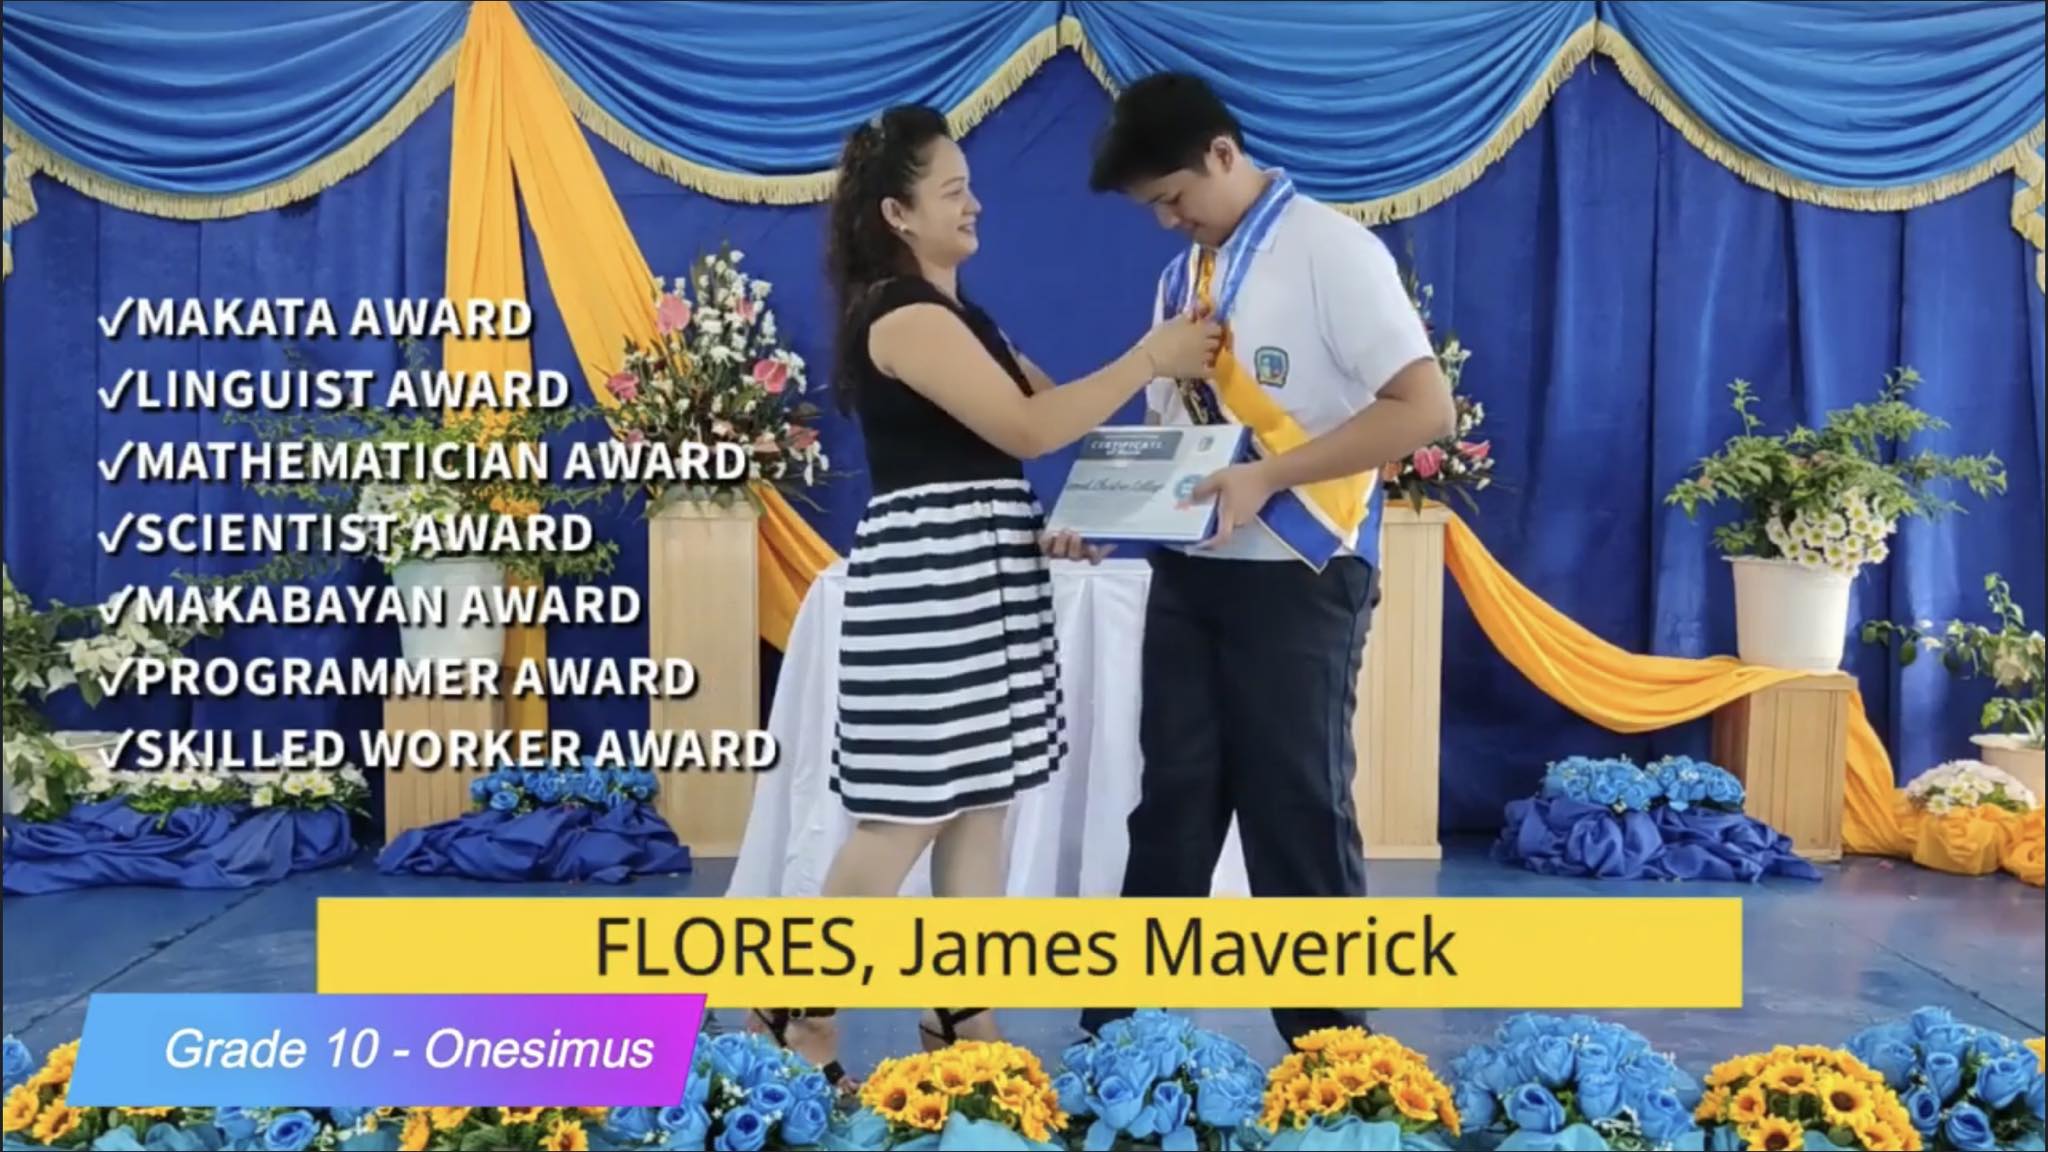 ✓MAKATA AWARD
✓LINGUIST AWARD
✓MATHEMATICIAN AWARD
✓SCIENTIST AWARD
✓MAKABAYAN AWARD
✓PROGRAMMER AWARD
✓SKILLED WORKER AWARD
CERTIFICATE
FLORES, James Maverick
Grade 10 - Onesimus